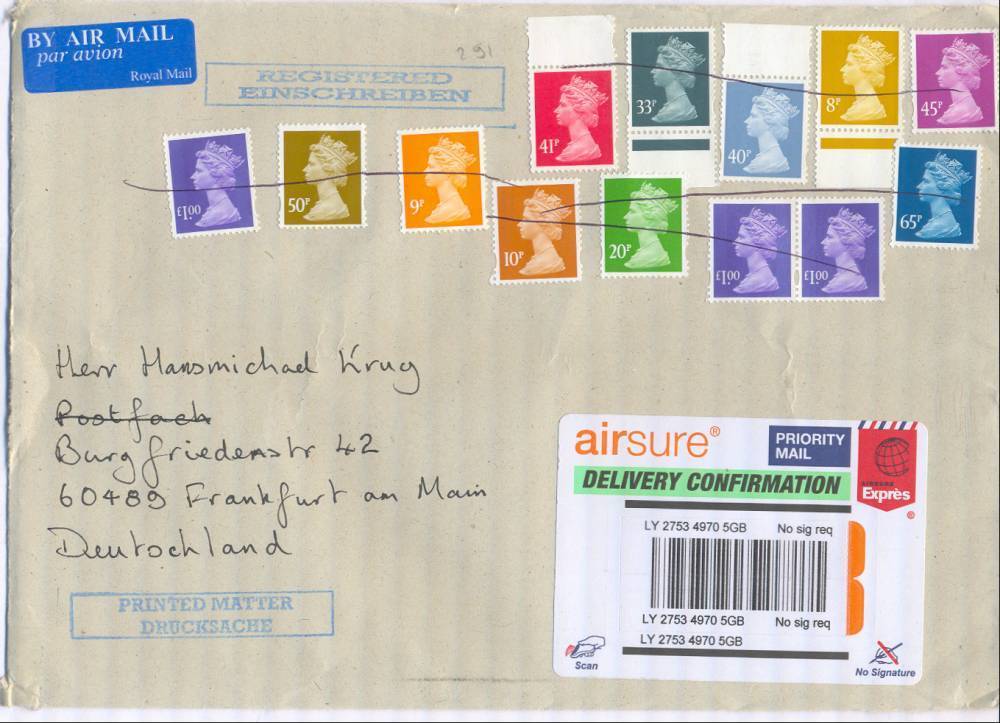 BY AIR MAIL
par avion
Royal Mail
291
REGISTERED
EINSCHREIBEN
41P
33P
40P
8P
45P
£1.00
50P
9P
10P
20P
£1.00
£1.00
65P
Herr Hansmichael Krug
Postfach
Burgfriedenstr 42
60489 Frankfurt am Main
Deutschland
PRINTED MATTER
DRUCKSACHE
airsure®
PRIORITY
MAIL
DELIVERY CONFIRMATION
AIRSURE
Exprès
®
LY 2753 4970 5GB No sig req
LY 2753 4970 5GB No sig req
LY 2753 4970 5GB
Scan
No Signature